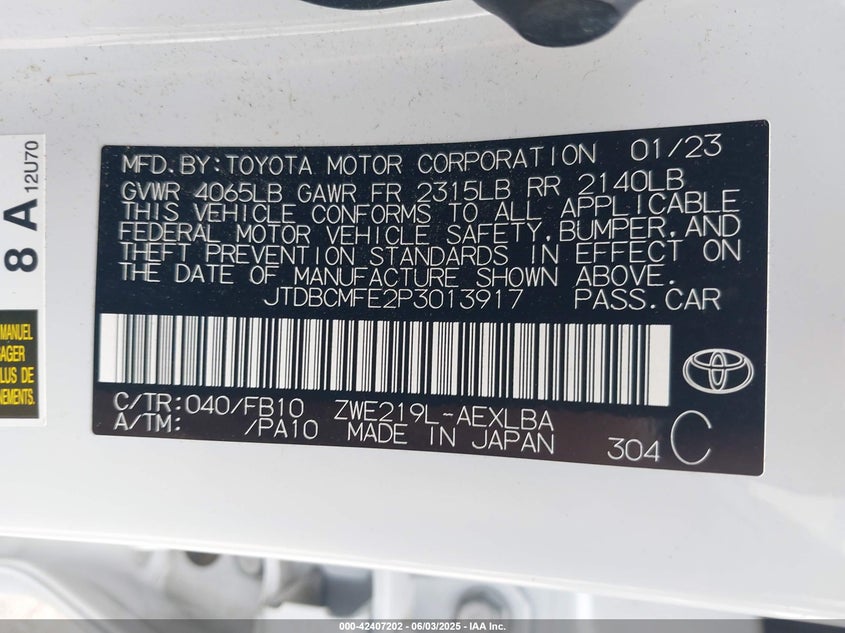 8 A 12U70
MANUEL
AGER
LUS DE
NEMENTS.
MFD.BY:TOYOTA MOTOR CORPORATION 01/23
GVWR 4065LB GAWR FR 2315LB RR 2140LB
THIS VEHICLE CONFORMS TO ALL APPLICABLE
FEDERAL MOTOR VEHICLE SAFETY,BUMPER,AND
THEFT PREVENTION STANDARDS IN EFFECT ON
THE DATE OF MANUFACTURE SHOWN ABOVE.
JTDBCMFE2P3013917 PASS.CAR
C/TR:040/FB10 ZWE219L-AEXLBA
A/TM: /PA10 MADE IN JAPAN 304 C
000-42407202 | 06/03/2025 - IAA Inc.